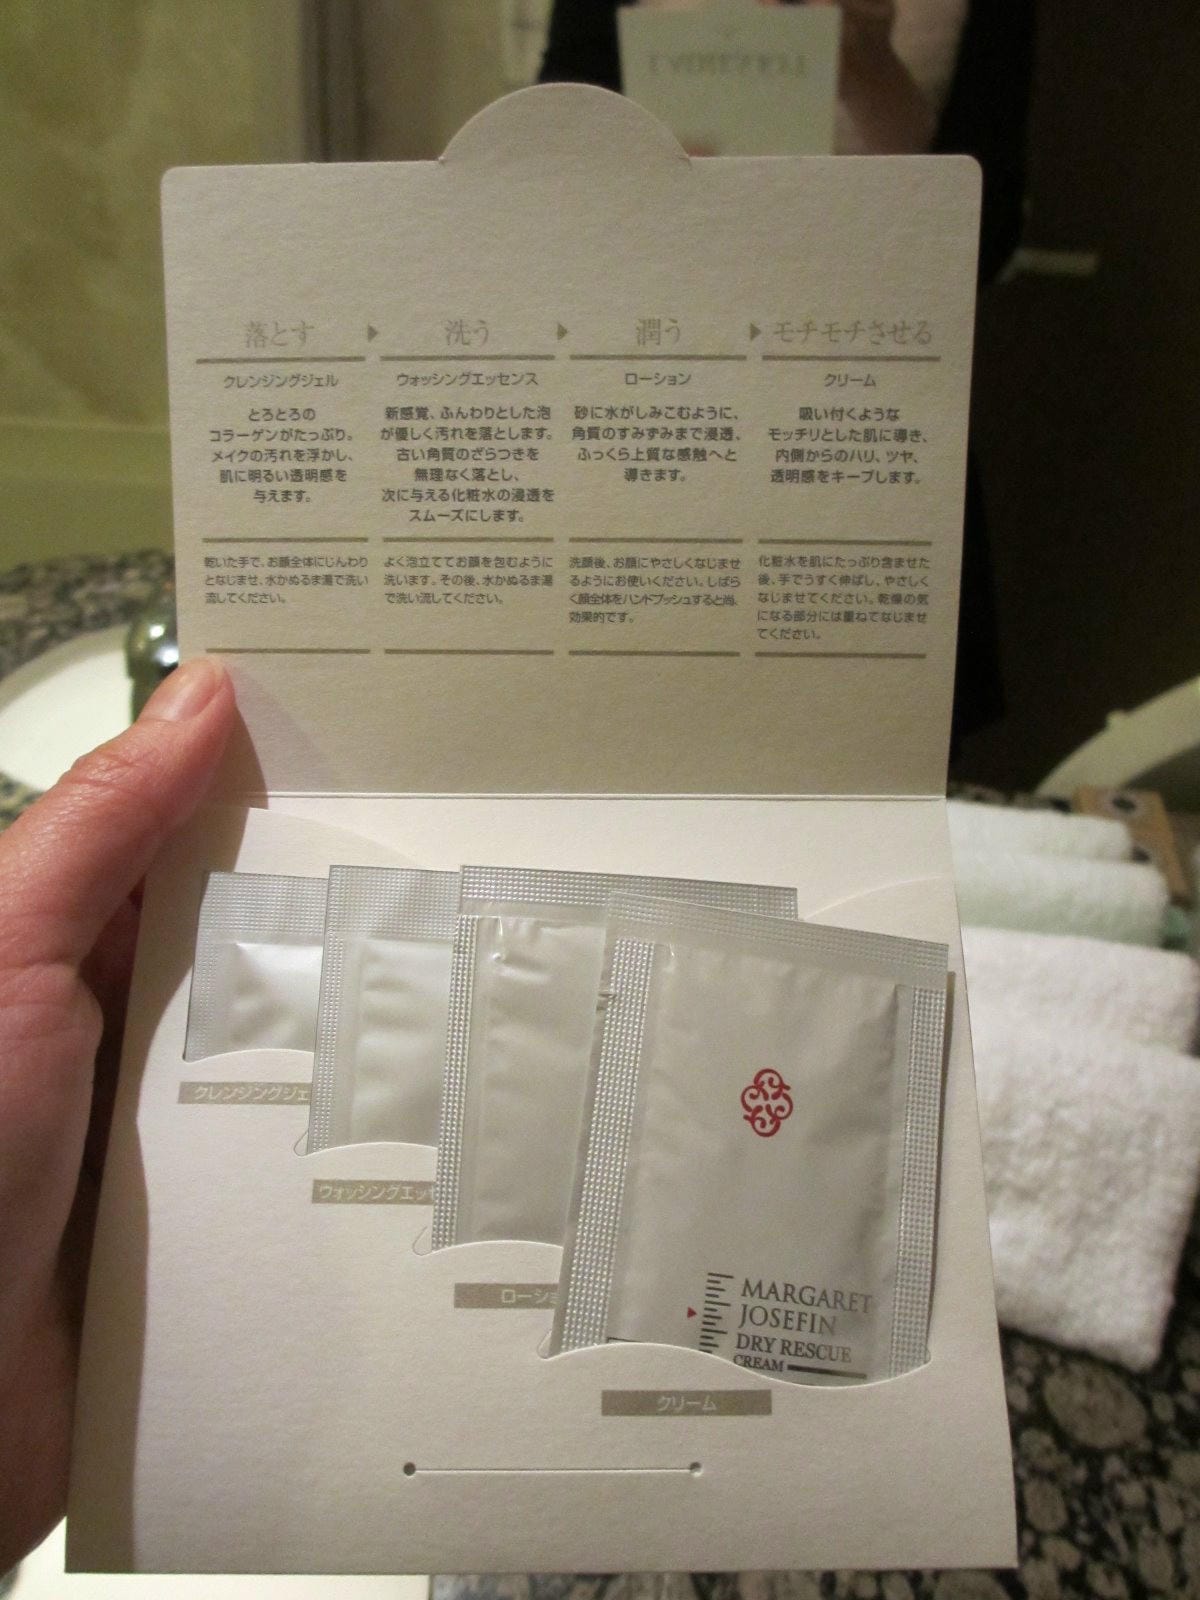 落とす ▶ 洗う ▶ 潤う ▶ モチモチさせる
クレンジングジェル
とろとろの
コラーゲンがたっぷり。
メイクの汚れを浮かし、
肌に明るい透明感を
与えます。
乾いた手で、お顔全体にじんわり
となじませ、水かぬるま湯で洗い
流してください。
ウォッシングエッセンス
新感覚、ふんわりとした泡
が優しく汚れを落とします。
古い角質のざらつきを
無理なく落とし、
次に与える化粧水の浸透を
スムーズにします。
よく泡立ててお顔を包むように
洗います。その後、水かぬるま湯
で洗い流してください。
ローション
砂に水がしみこむように、
角質のすみずみまで浸透、
ふっくら上質な感触へと
導きます。
洗顔後、お顔にやさしくなじませ
るようにお使いください。しばら
く顔全体をハンドプッシュすると尚、
効果的です。
クリーム
吸い付くような
モッチリとした肌に導き、
内側からのハリ、ツヤ、
透明感をキープします。
化粧水を肌にたっぷり含ませた
後、手でうすく伸ばし、やさしく
なじませてください。乾燥の気
になる部分には重ねてなじませ
てください。
クレンジングジェ
ウォッシングエッセ
ローショ
MARGARET
JOSEFIN
DRY RESCUE
CREAM
クリーム